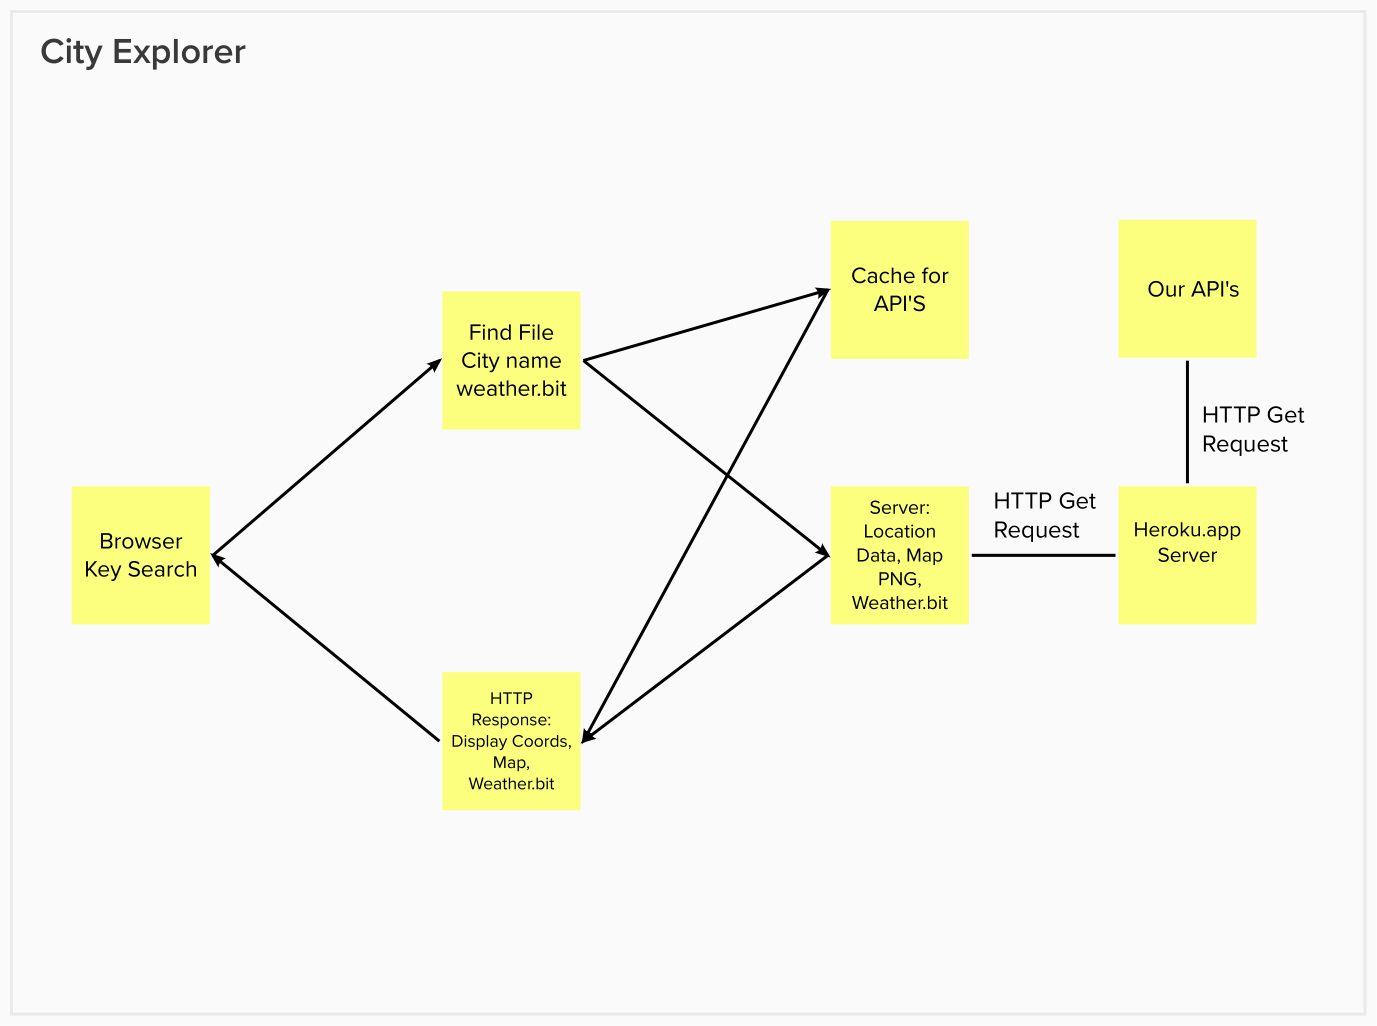 City Explorer
Cache for
API'S
Our API's
Find File
City name
weather.bit
HTTP Get
Request
Browser
Key Search
Server:
Location
Data, Map
PNG,
Weather.bit
HTTP Get
Request
Heroku.app
Server
HTTP
Response:
Display Coords,
Map,
Weather.bit